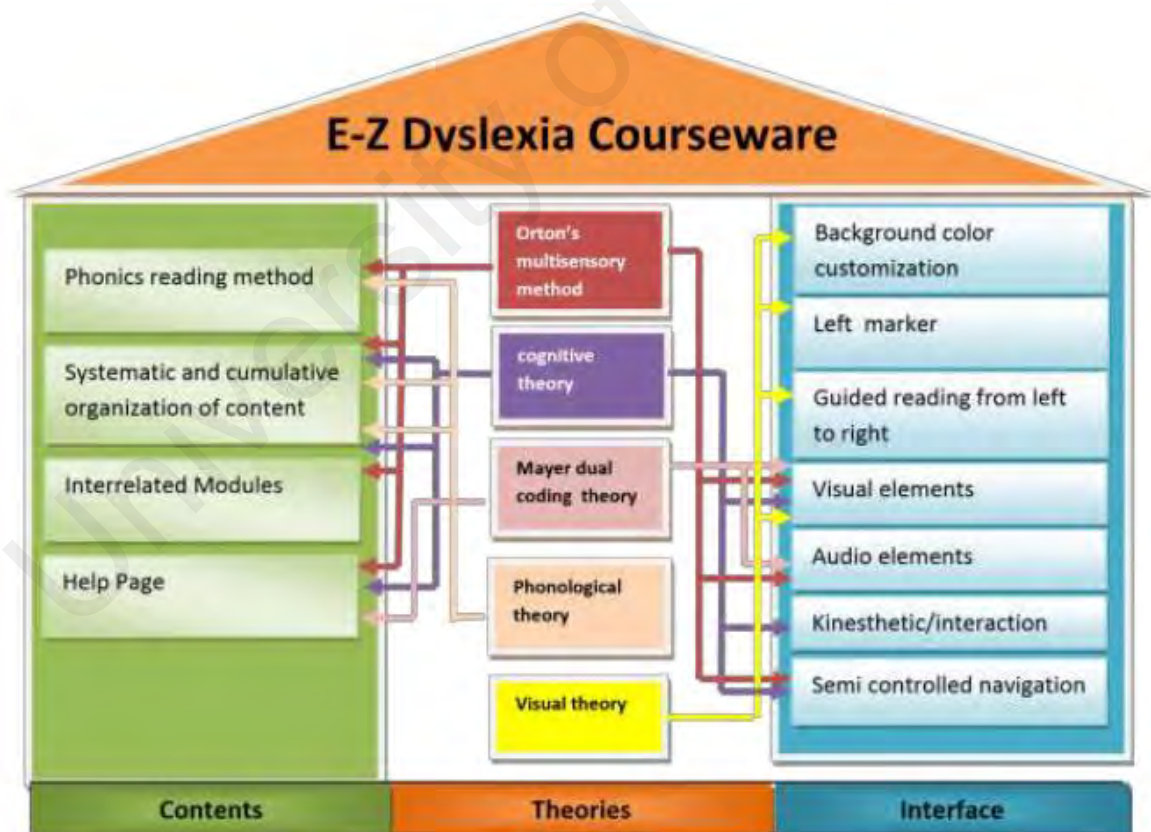 E-Z Dyslexia Courseware
Phonics reading method
Systematic and cumulative
organization of content
Interrelated Modules
Help Page
Orton's
multisensory
method
cognitive
theory
Mayer dual
coding theory
Phonological
theory
Visual theory
Background color
customization
Left marker
Guided reading from left
to right
Visual elements
Audio elements
Kinesthetic/interaction
Semi controlled navigation
Contents
Theories
Interface
University of